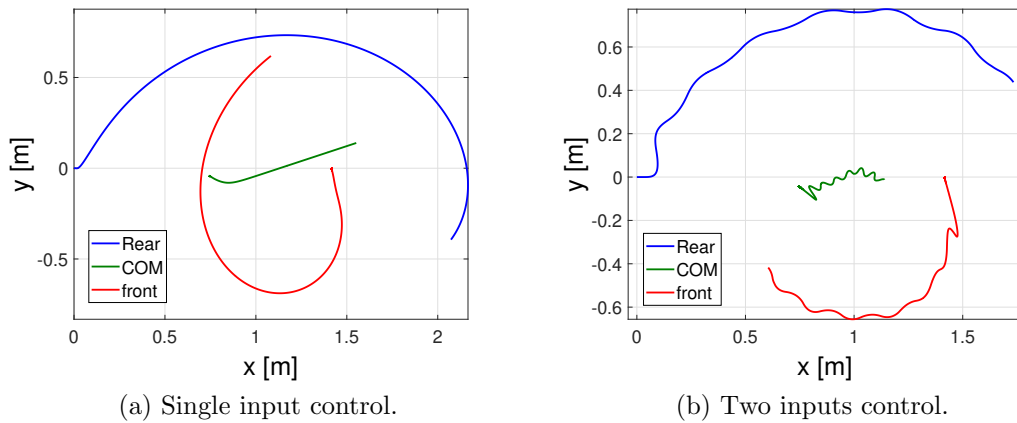 0.5
0
-0.5
y [m]
Rear
COM
front
0 0.5 1 1.5 2
x [m]
(a) Single input control.
0.6
0.4
0.2
0
-0.2
-0.4
-0.6
y [m]
Rear
COM
front
0 0.5 1 1.5
x [m]
(b) Two inputs control.